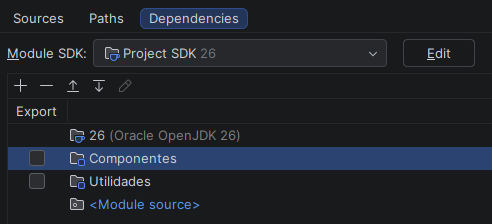 Sources Paths Dependencies
Module SDK: Project SDK 26 Edit
Export
26 (Oracle OpenJDK 26)
Componentes
Utilidades
<Module source>